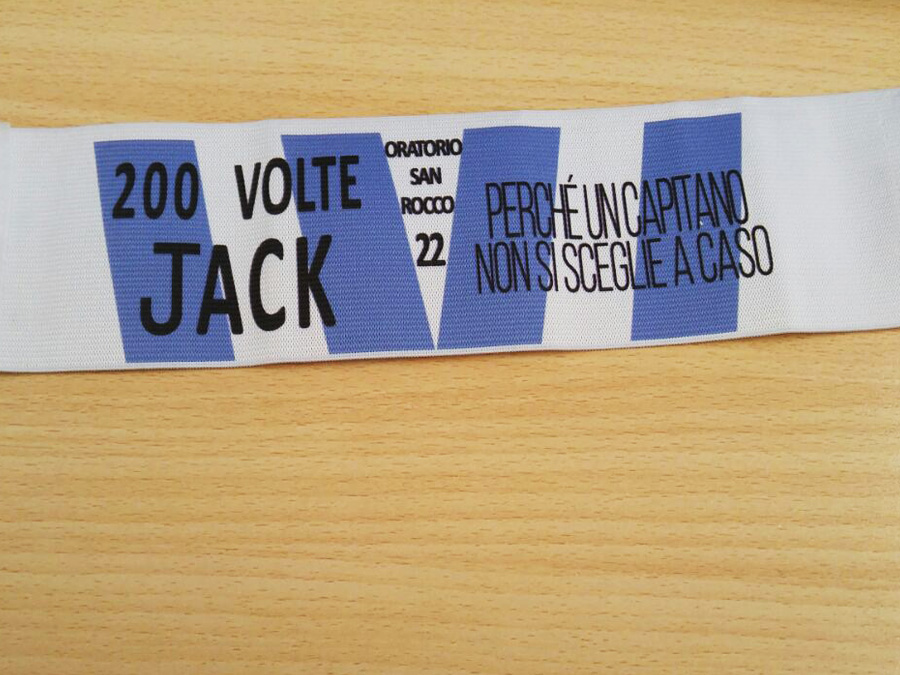 200 VOLTE
JACK
ORATORIO
SAN
ROCCO
22
PERCHÉ UN CAPITANO
NON SI SCEGLIE A CASO